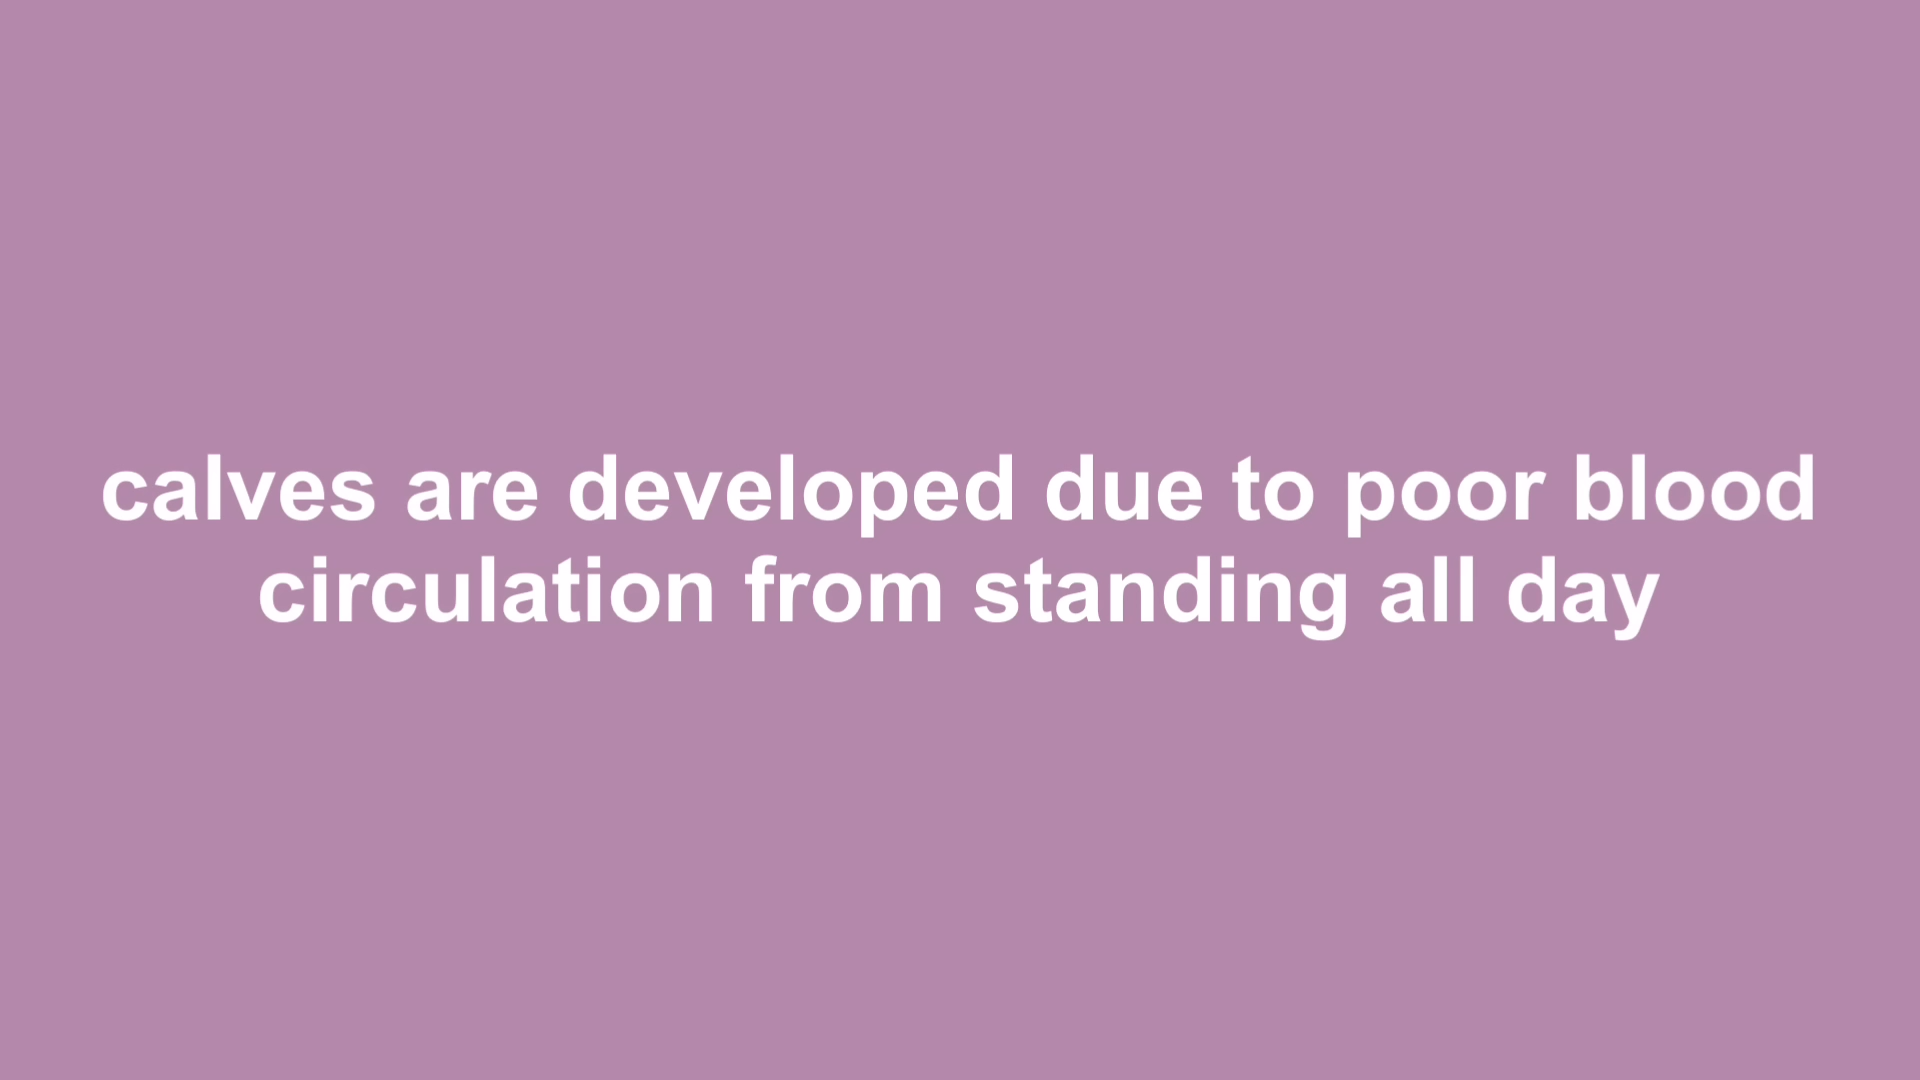 calves are developed due to poor blood
circulation from standing all day